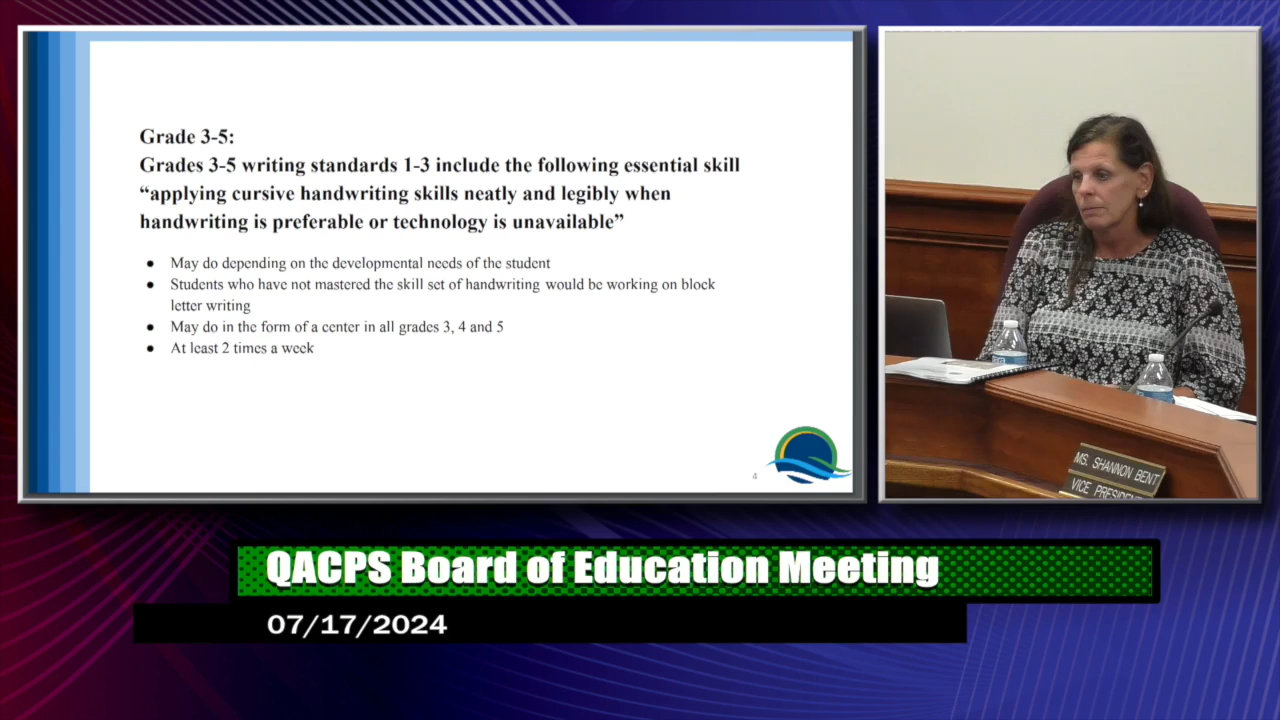 Grade 3-5:
Grades 3-5 writing standards 1-3 include the following essential skill
“applying cursive handwriting skills neatly and legibly when
handwriting is preferable or technology is unavailable”
● May do depending on the developmental needs of the student
● Students who have not mastered the skill set of handwriting would be working on block
letter writing
● May do in the form of a center in all grades 3, 4 and 5
● At least 2 times a week
4
MS. SHANNON BENT
VICE PRESIDENT
QACPS Board of Education Meeting
07/17/2024